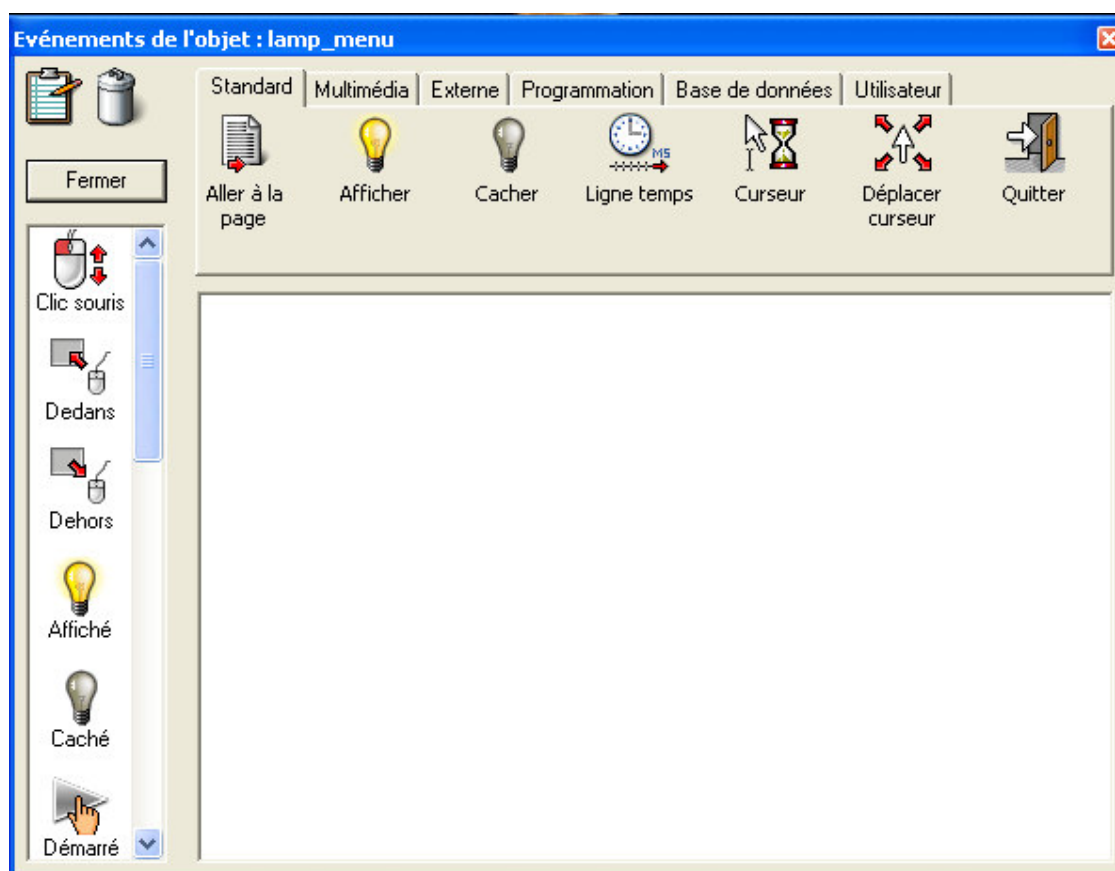 Evénements de l'objet : lamp_menu
Standard
Multimédia
Externe
Programmation
Base de données
Utilisateur
Fermer
Aller à la
page
Afficher
Cacher
MS
Ligne temps
Curseur
Déplacer
curseur
Quitter
Clic souris
Dedans
Dehors
Affiché
Caché
Démarré